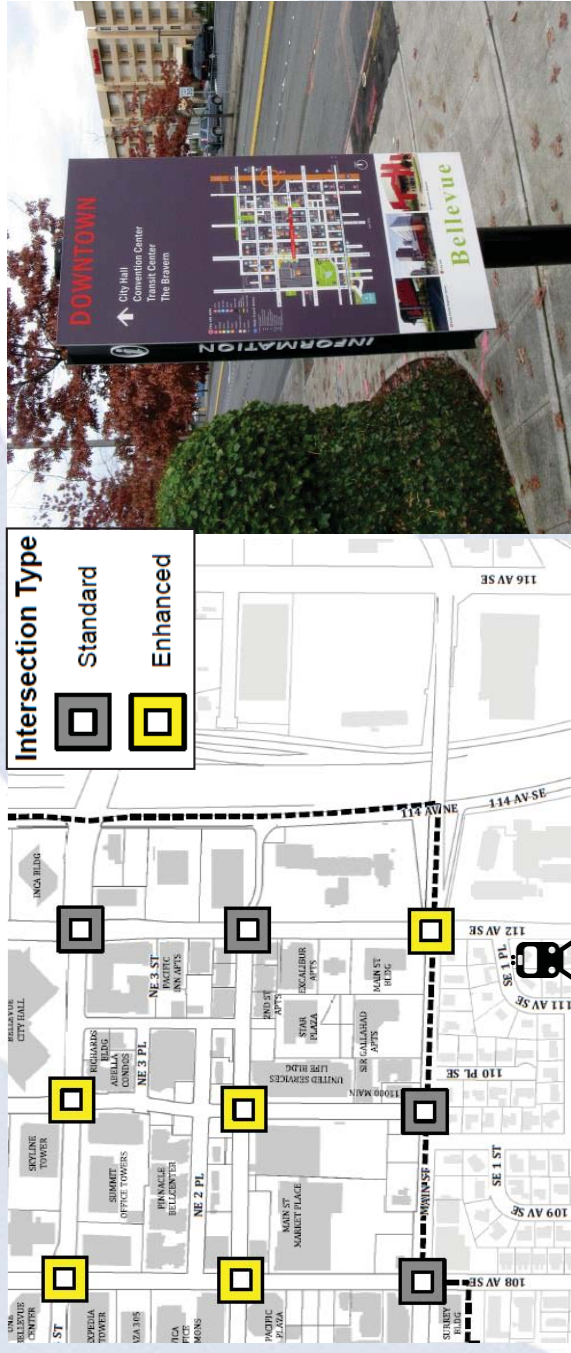 Intersection Type
Standard
Enhanced
BELLEVUE
CITY HALL
INCA BLDG
SKYLINE
TOWER
RICHARDS
BLDG
ABELLA
CONDOS
NE 3 PL
NE 3 ST
PACIFIC
INN APTS
BELLEVUE
CENTER
ST
EXPEDIA
TOWER
SUMMIT
OFFICE TOWERS
PINNACLE
BELLCENTER
NE 2 PL
2ND ST
APTS
EXCALIBUR
APTS
STAR
PLAZA
UNITED SERVICES
LIFE BLDG
SIR GALLAHAD
APTS
MAIN ST
BLDG
11000 MAIN
MAIN ST
MARKET PLACE
PACIFIC
PLAZA
SURREY
BLDG
MAIN ST
108 AV SE
109 AV SE
SE 1 ST
110 PL SE
111 AV SE
SE 1 PL
112 AV SE
114 AV NE
114 AV SE
116 AV SE
DOWNTOWN
City Hall
Convention Center
Transit Center
The Bravern
INFORMATION
Bellevue